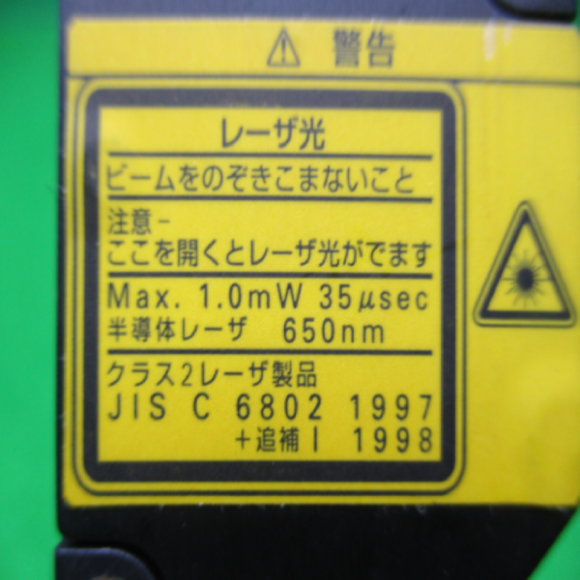 警告
レーザ光
ビームをのぞきこまないこと
注意-
ここを開くとレーザ光がでます
Max. 1.0mW 35μsec
半導体レーザ 650nm
クラス2レーザ製品
JIS C 6802 1997
+追補1 1998